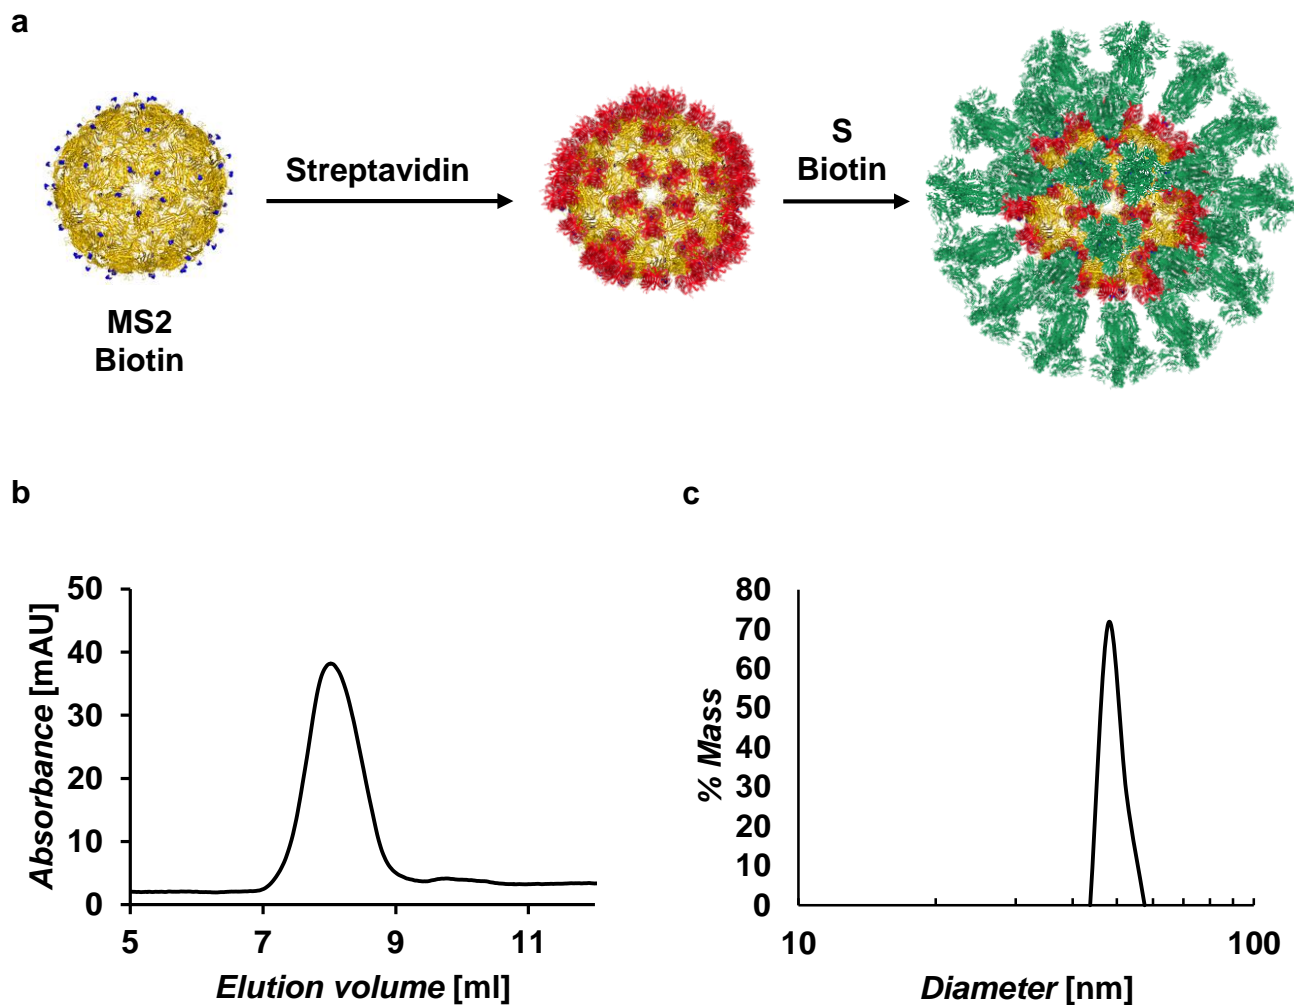 a
Streptavidin
S
Biotin
MS2
Biotin
b
c
50
40
30
20
10
0
Absorbance [mAU]
5
7
9
11
Elution volume [ml]
80
70
60
50
40
30
20
10
0
% Mass
10
100
Diameter [nm]